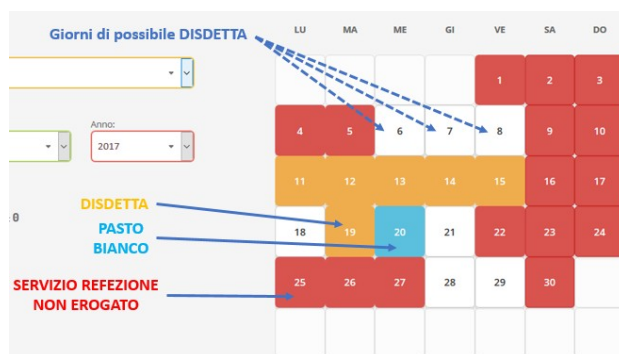 Giorni di possibile DISDETTA
LU MA ME GI VE SA DO
1 2 3
Anno:
2017
4 5 6 7 8 9 10
11 12 13 14 15 16 17
DISDETTA
0
PASTO
BIANCO
18 19 20 21 22 23 24
SERVIZIO REFEZIONE
NON EROGATO
25 26 27 28 29 30